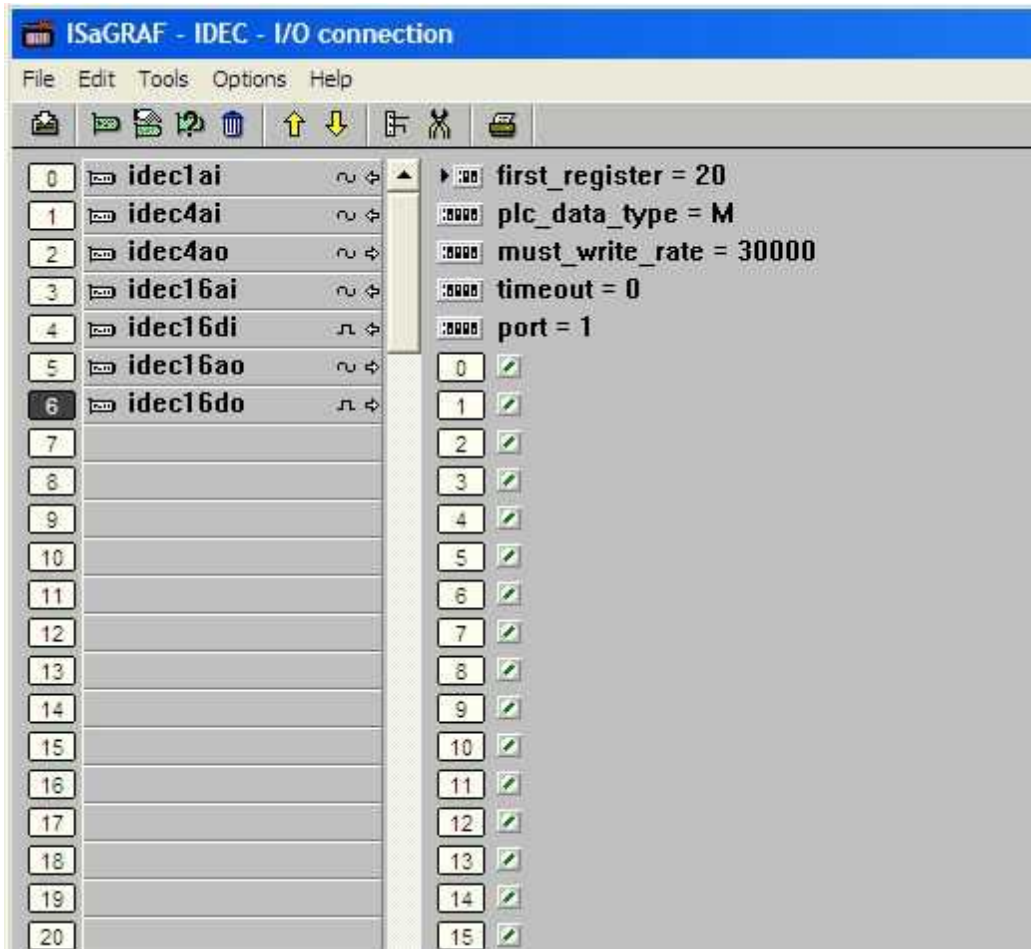 ISaGRAF - IDEC - I/O connection
File Edit Tools Options Help
0 idec1ai
1 idec4ai
2 idec4ao
3 idec16ai
4 idec16di
5 idec16ao
6 idec16do
7
8
9
10
11
12
13
14
15
16
17
18
19
20
first_register = 20
plc_data_type = M
must_write_rate = 30000
timeout = 0
port = 1
0
1
2
3
4
5
6
7
8
9
10
11
12
13
14
15